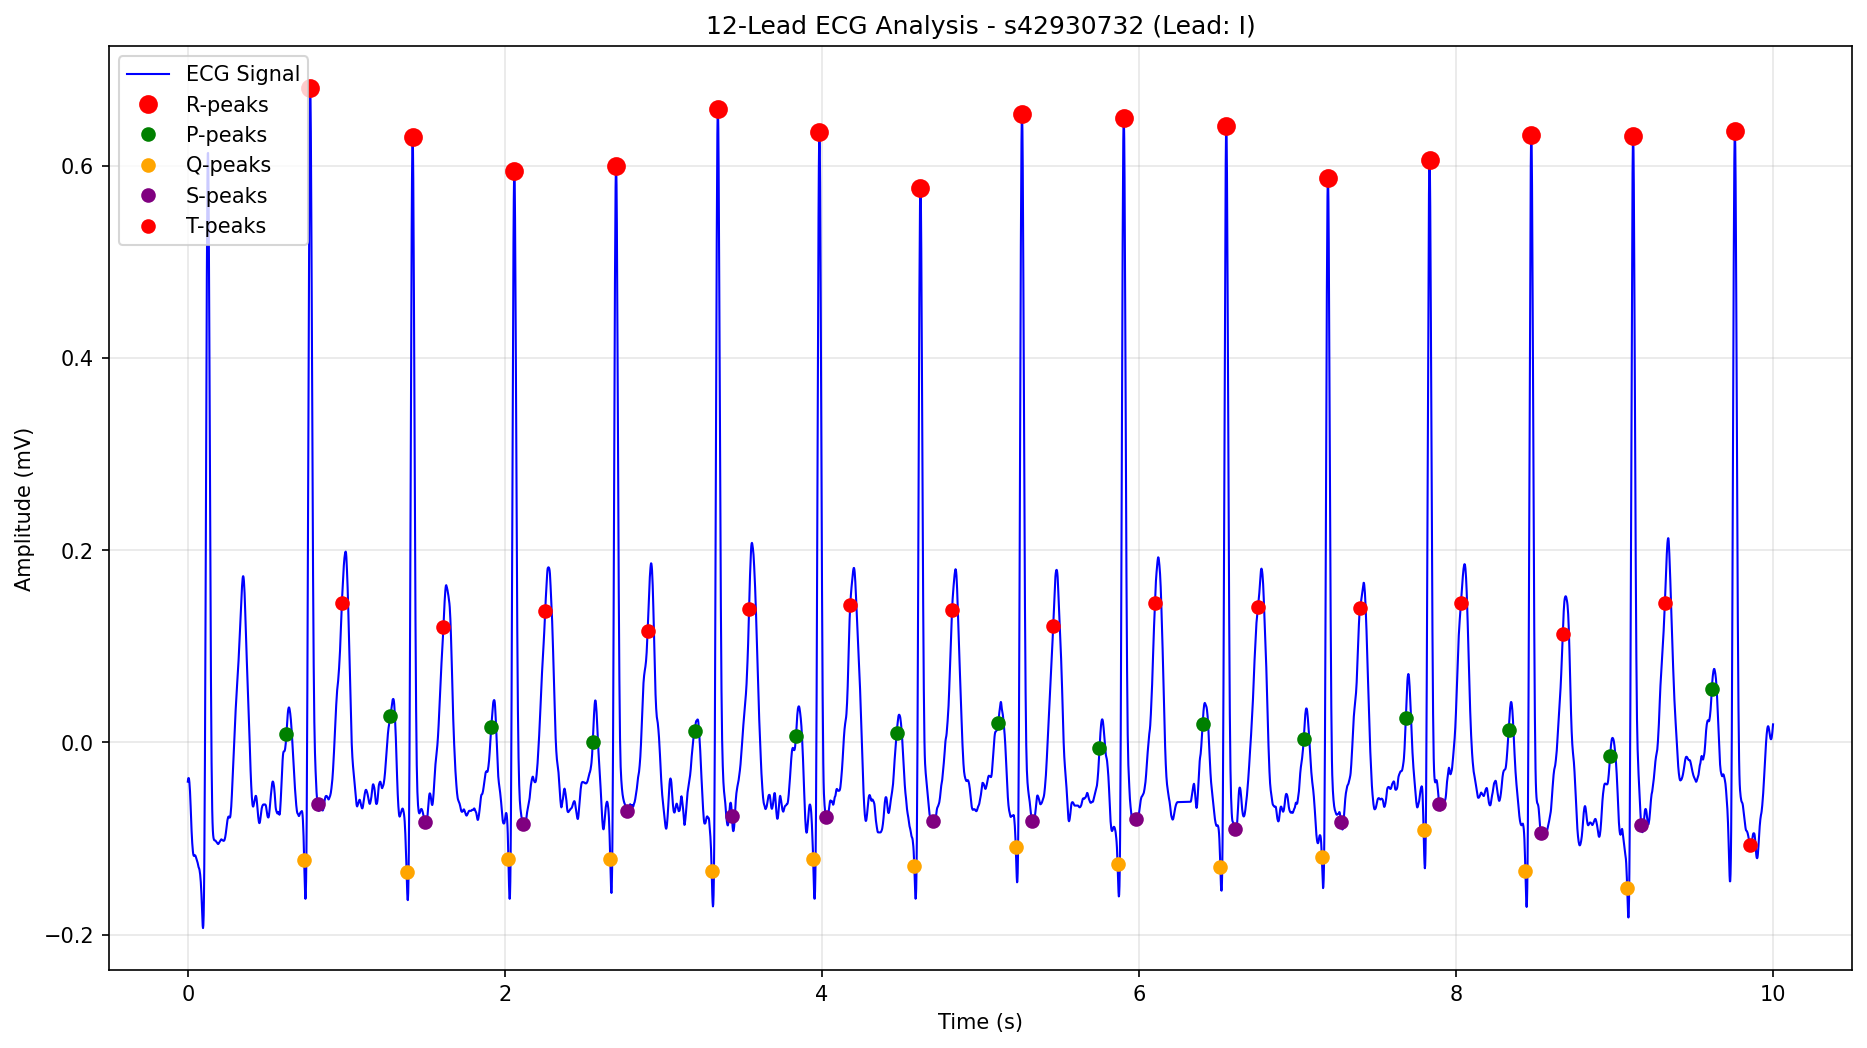 12-Lead ECG Analysis - s42930732 (Lead: I)
ECG Signal
R-peaks
P-peaks
Q-peaks
S-peaks
T-peaks
Amplitude (mV)
0.6
0.4
0.2
0.0
−0.2
0 2 4 6 8 10
Time (s)